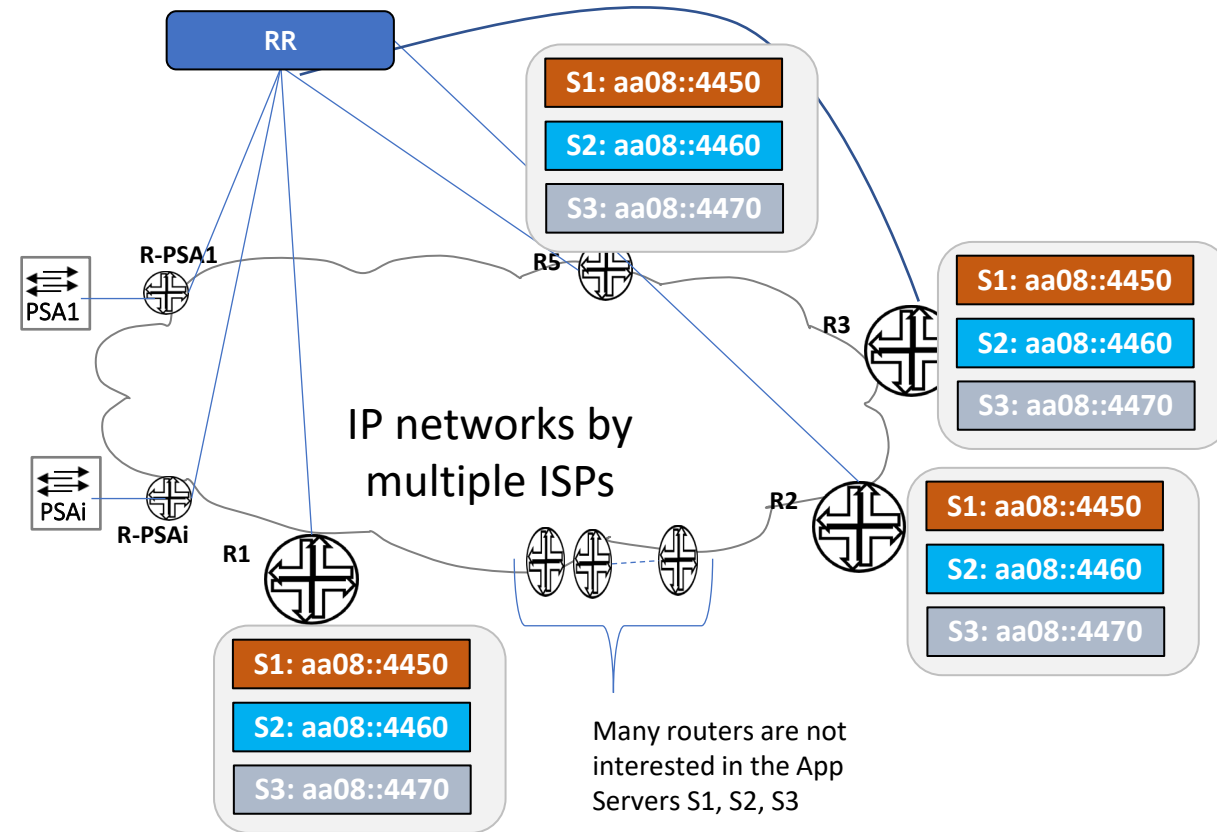 RR
S1: aa08::4450
S2: aa08::4460
S3: aa08::4470
R-PSA1
R5
PSA1
S1: aa08::4450
S2: aa08::4460
S3: aa08::4470
R3
IP networks by
multiple ISPs
PSAi
R-PSAi
R2
S1: aa08::4450
S2: aa08::4460
S3: aa08::4470
R1
S1: aa08::4450
S2: aa08::4460
S3: aa08::4470
Many routers are not
interested in the App
Servers S1, S2, S3